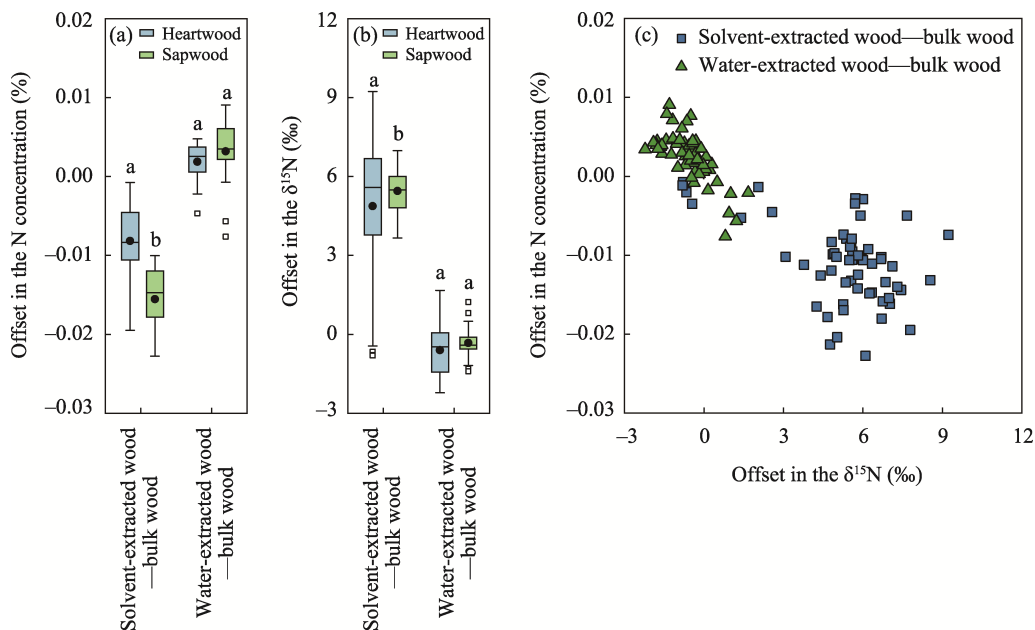 (a)
Heartwood
Sapwood
Offset in the N concentration (%)
0.02
0.01
0.00
−0.01
−0.02
−0.03
a
b
a
a
Solvent-extracted wood
—bulk wood
Water-extracted wood
—bulk wood
(b)
Heartwood
Sapwood
Offset in the δ¹⁵N (‰)
12
9
6
3
0
−3
a
b
a
a
Solvent-extracted wood
—bulk wood
Water-extracted wood
—bulk wood
(c)
Solvent-extracted wood—bulk wood
Water-extracted wood—bulk wood
Offset in the N concentration (%)
0.02
0.01
0.00
−0.01
−0.02
−0.03
−3
0
3
6
9
12
Offset in the δ¹⁵N (‰)